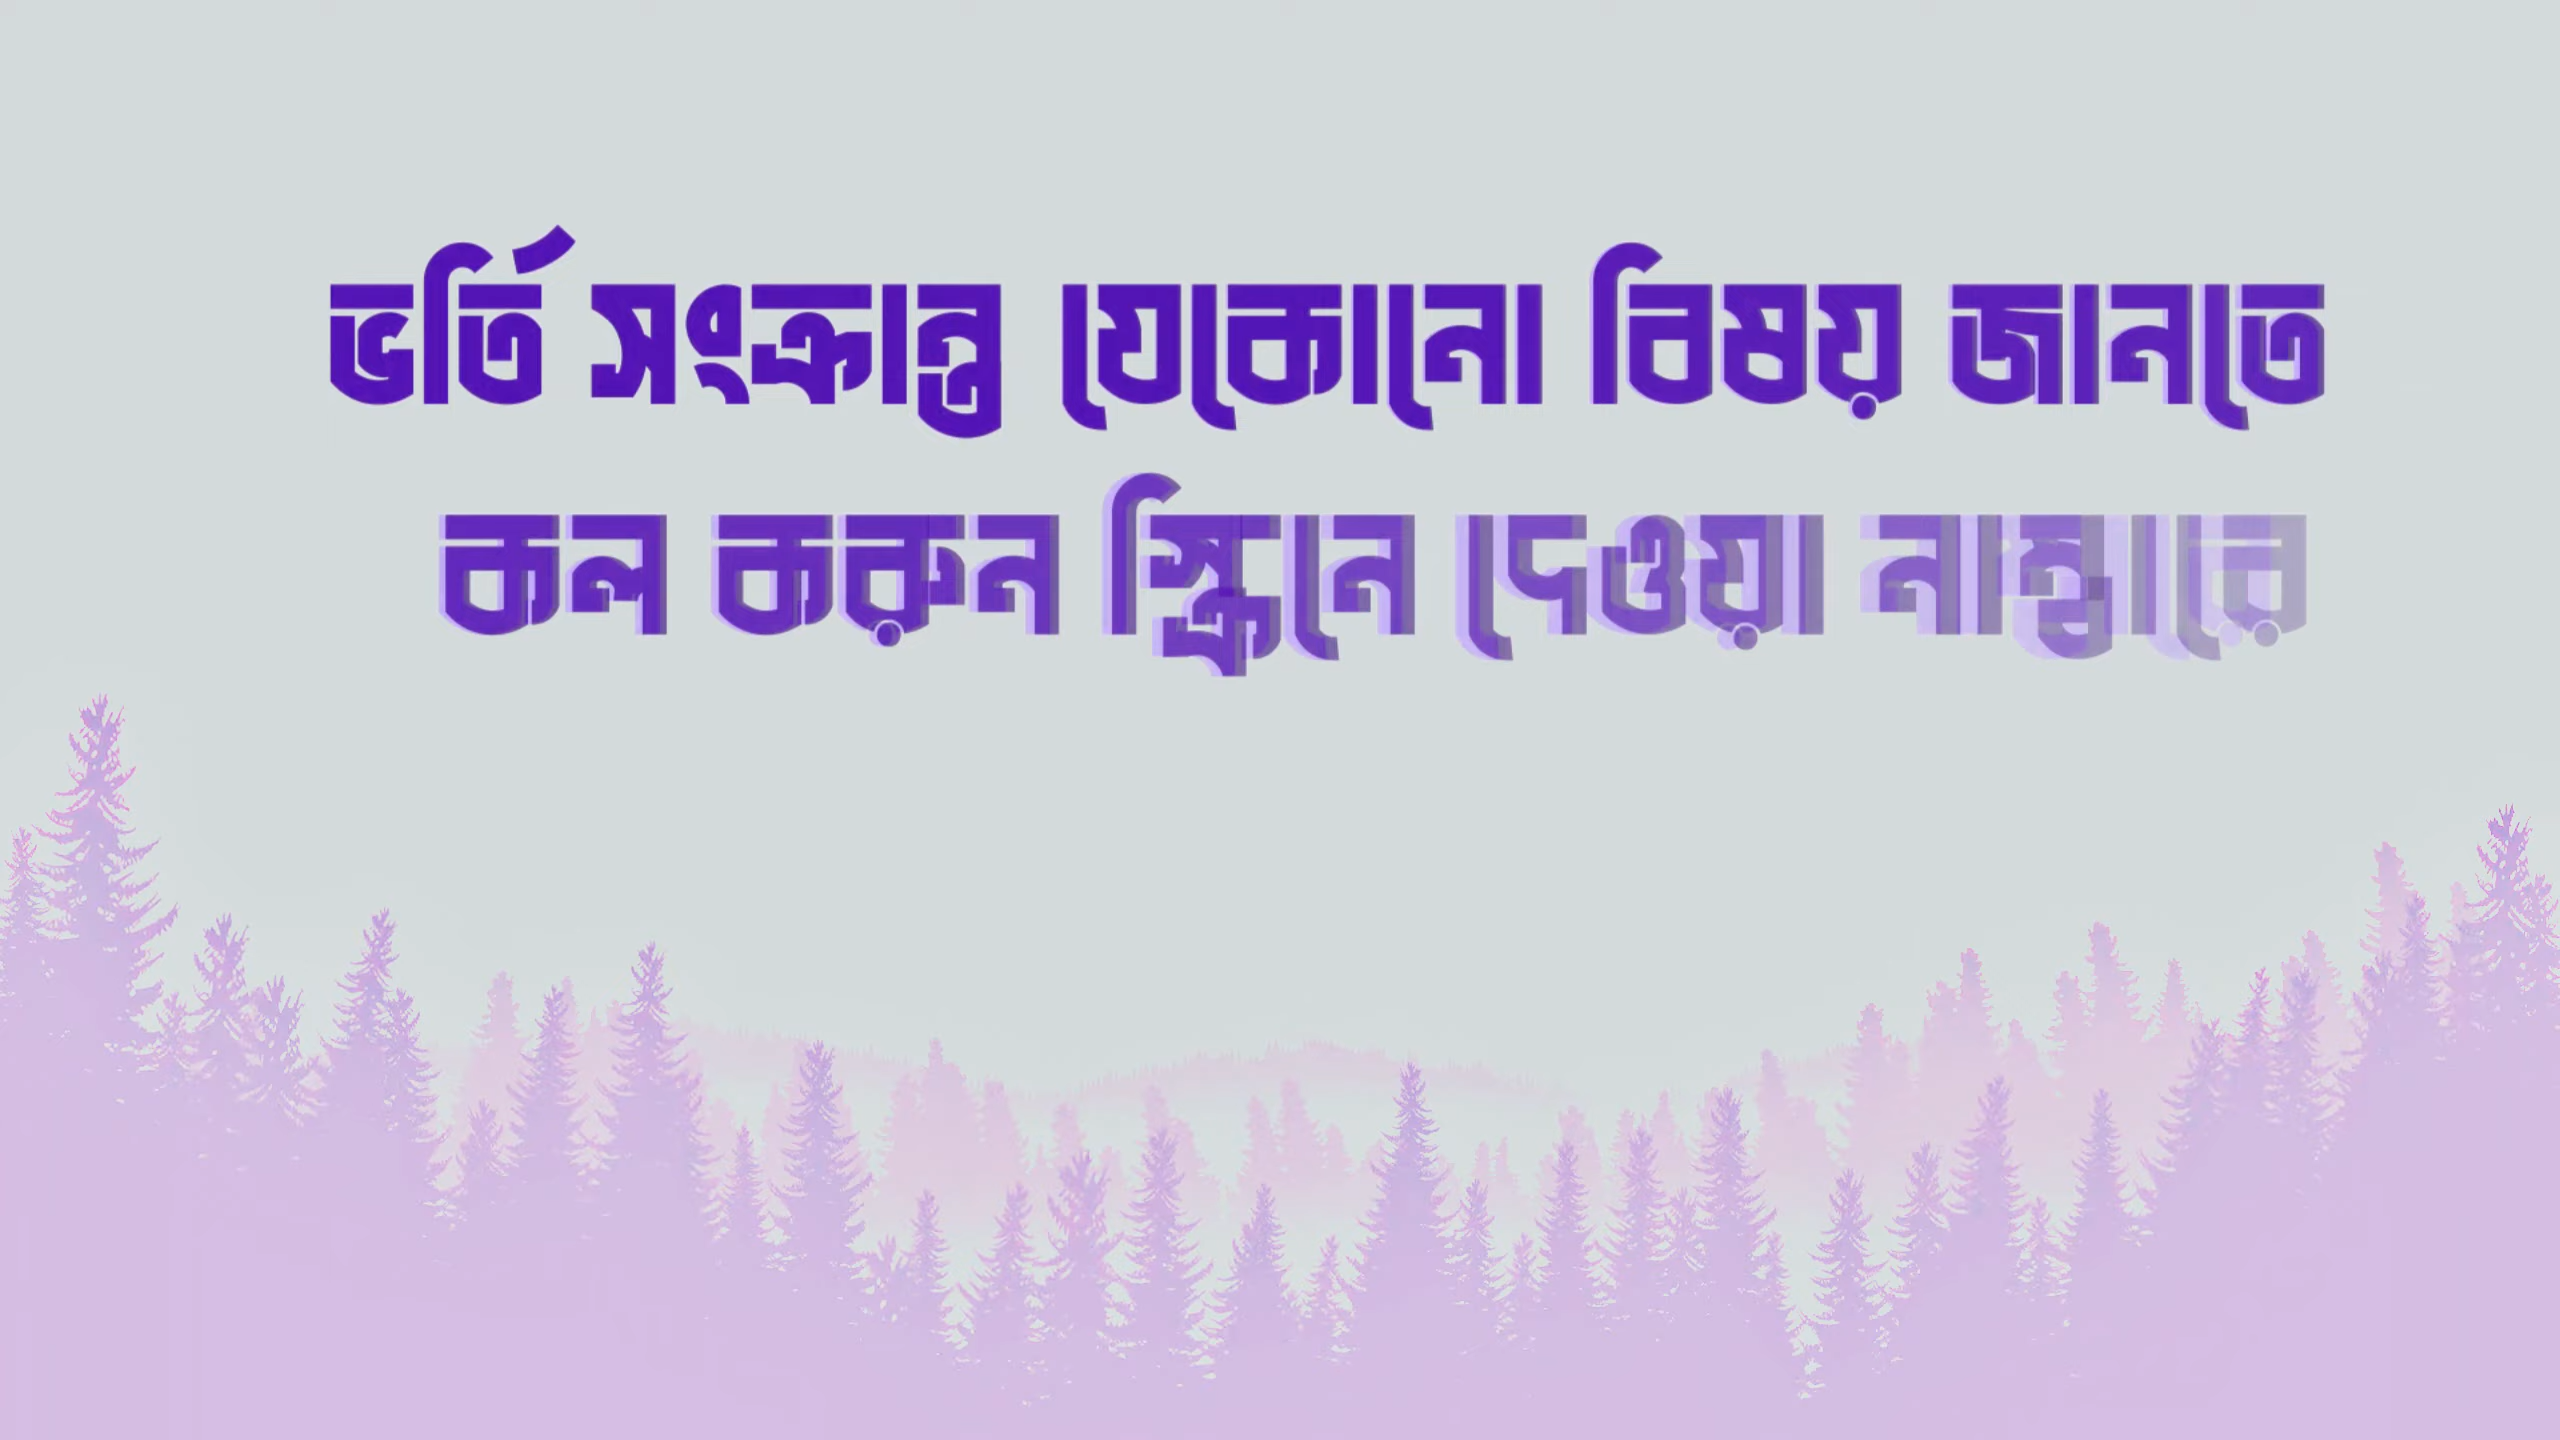 ভর্তি সংক্রান্ত যেকোনো বিষয় জানতে
কল করুন স্ক্রিনে দেওয়া নাম্বারে